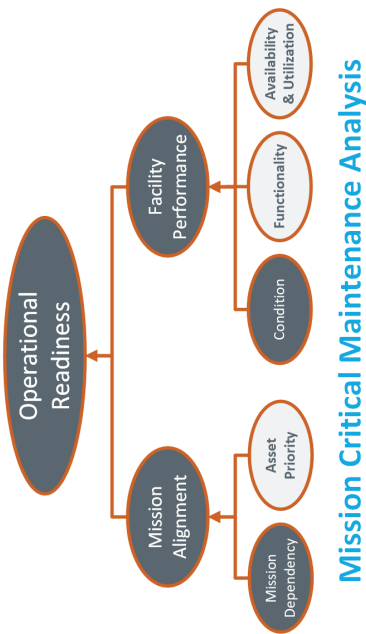 Operational
Readiness
Mission
Alignment
Facility
Performance
Mission
Dependency
Asset
Priority
Condition
Functionality
Availability
& Utilization
Mission Critical Maintenance Analysis